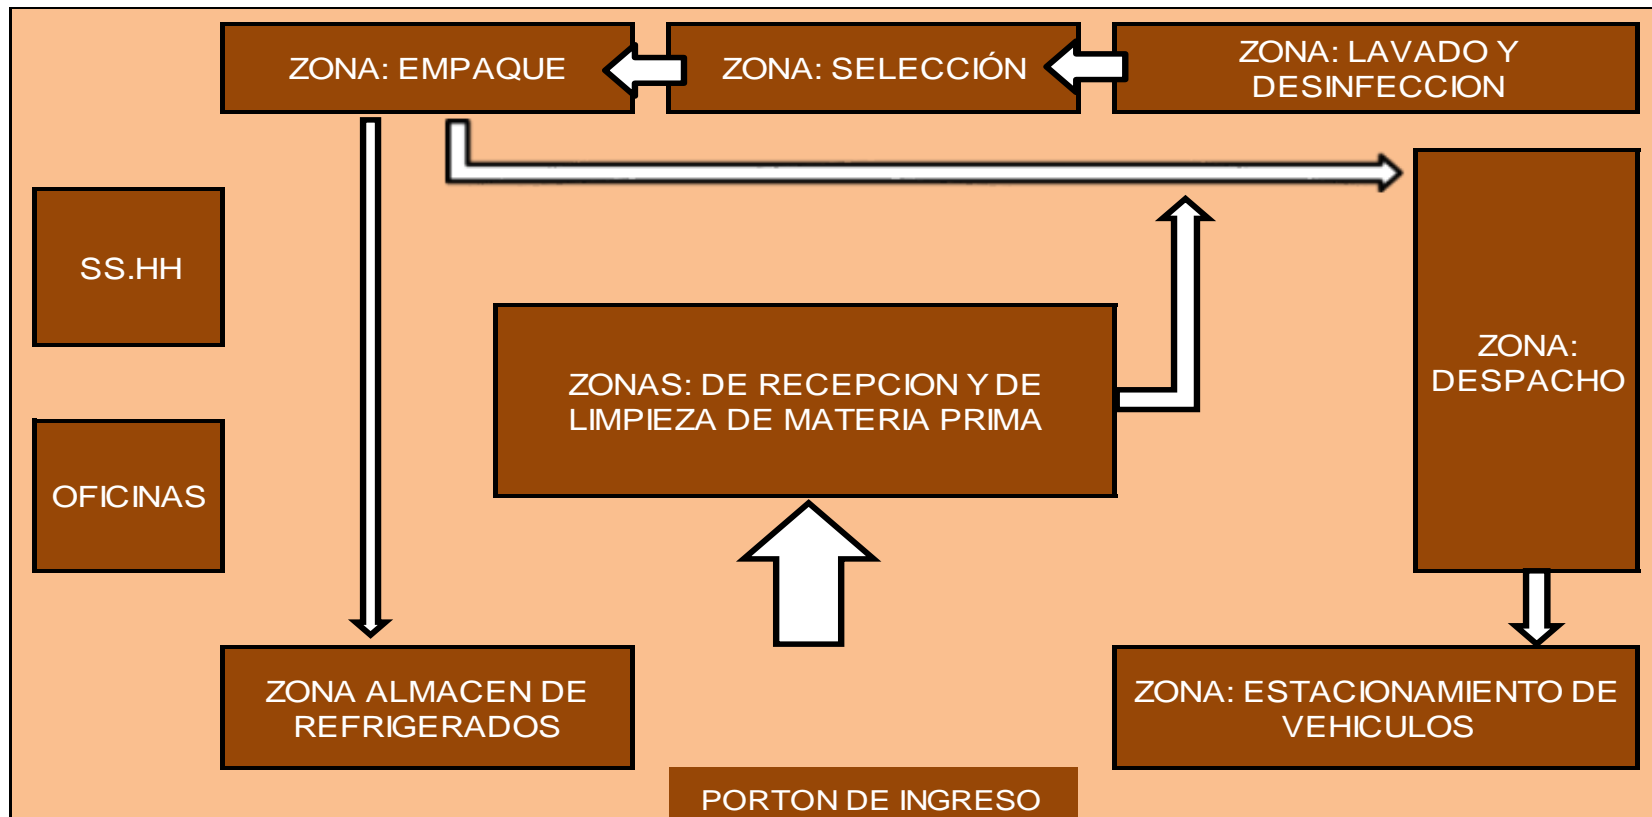 ZONA: EMPAQUE
ZONA: SELECCIÓN
ZONA: LAVADO Y
DESINFECCION
SS.HH
ZONA:
DESPACHO
ZONAS: DE RECEPCION Y DE
LIMPIEZA DE MATERIA PRIMA
OFICINAS
ZONA ALMACEN DE
REFRIGERADOS
ZONA: ESTACIONAMIENTO DE
VEHICULOS
PORTON DE INGRESO